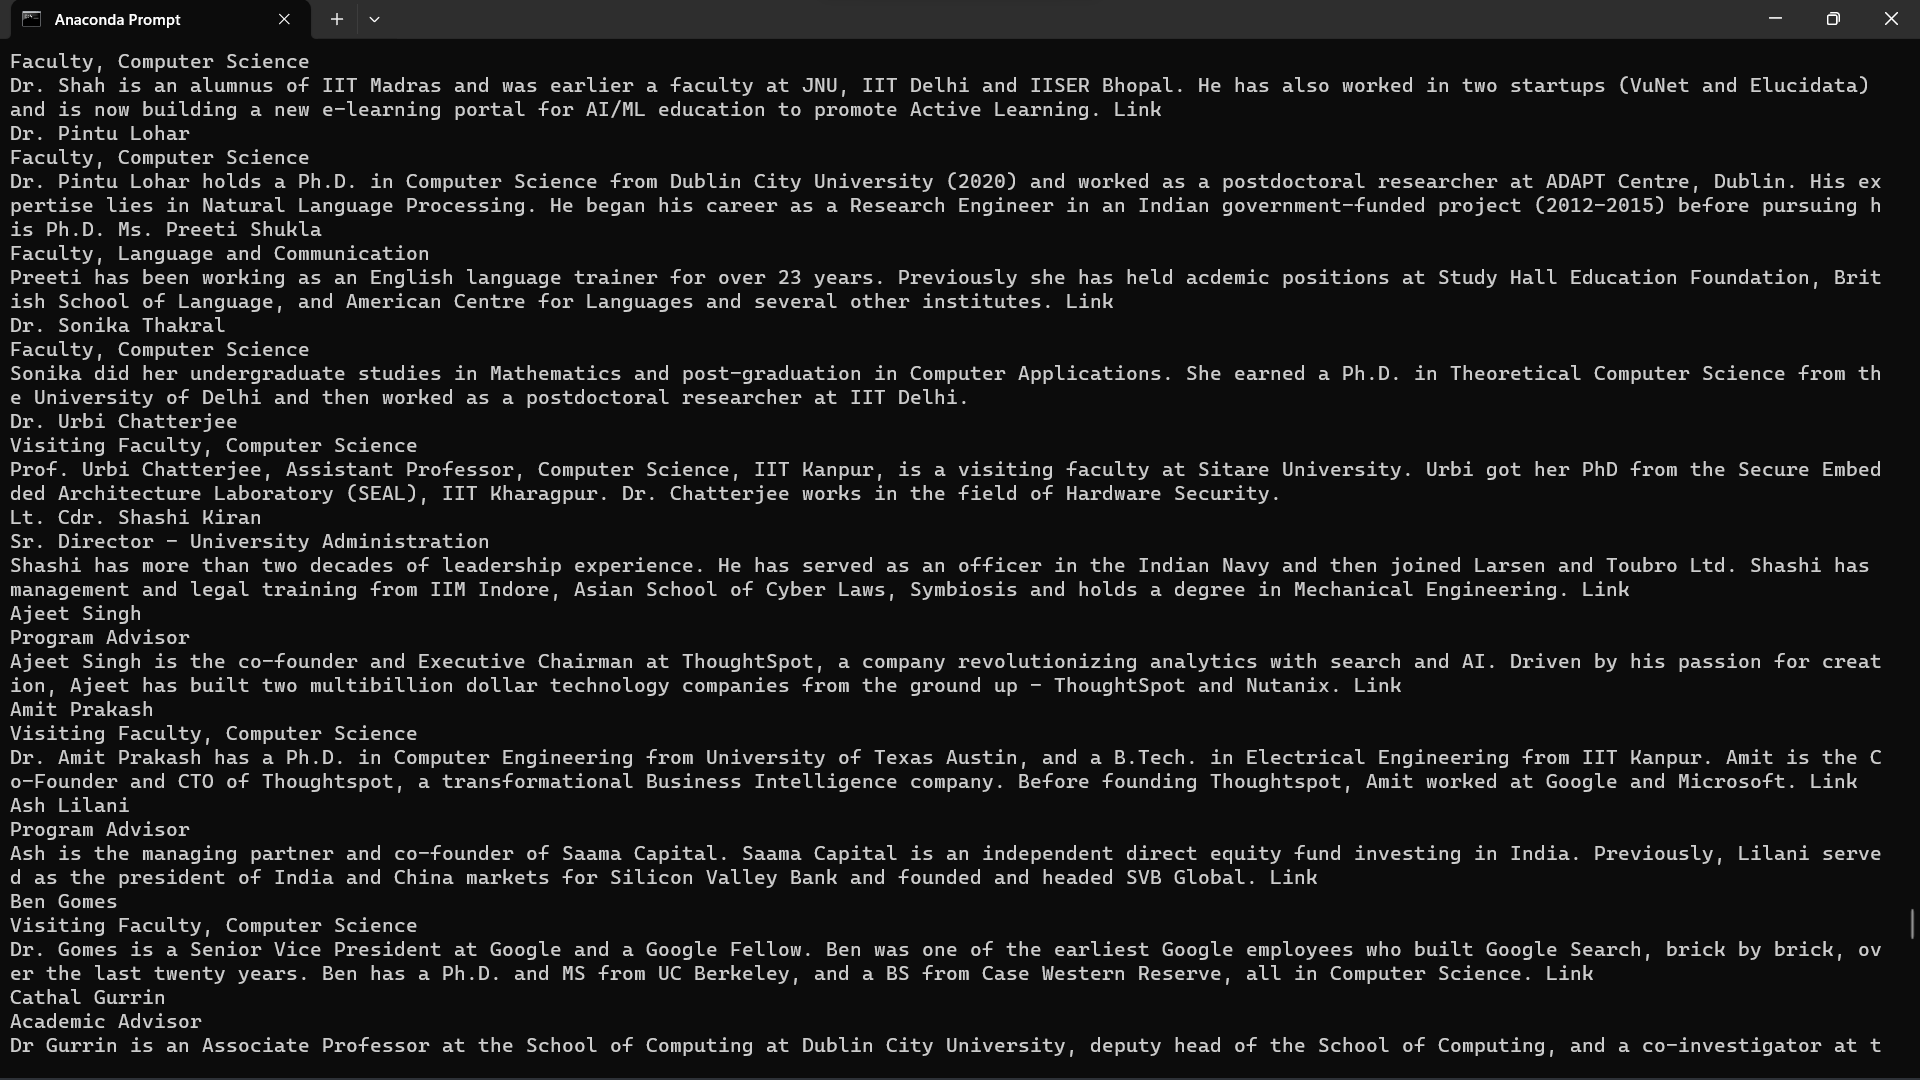 Anaconda Prompt
Faculty, Computer Science
Dr. Shah is an alumnus of IIT Madras and was earlier a faculty at JNU, IIT Delhi and IISER Bhopal. He has also worked in two startups (VuNet and Elucidata)
and is now building a new e-learning portal for AI/ML education to promote Active Learning. Link
Dr. Pintu Lohar
Faculty, Computer Science
Dr. Pintu Lohar holds a Ph.D. in Computer Science from Dublin City University (2020) and worked as a postdoctoral researcher at ADAPT Centre, Dublin. His ex
pertise lies in Natural Language Processing. He began his career as a Research Engineer in an Indian government-funded project (2012-2015) before pursuing h
is Ph.D. Ms. Preeti Shukla
Faculty, Language and Communication
Preeti has been working as an English language trainer for over 23 years. Previously she has held acdemic positions at Study Hall Education Foundation, Brit
ish School of Language, and American Centre for Languages and several other institutes. Link
Dr. Sonika Thakral
Faculty, Computer Science
Sonika did her undergraduate studies in Mathematics and post-graduation in Computer Applications. She earned a Ph.D. in Theoretical Computer Science from th
e University of Delhi and then worked as a postdoctoral researcher at IIT Delhi.
Dr. Urbi Chatterjee
Visiting Faculty, Computer Science
Prof. Urbi Chatterjee, Assistant Professor, Computer Science, IIT Kanpur, is a visiting faculty at Sitare University. Urbi got her PhD from the Secure Embed
ded Architecture Laboratory (SEAL), IIT Kharagpur. Dr. Chatterjee works in the field of Hardware Security.
Lt. Cdr. Shashi Kiran
Sr. Director - University Administration
Shashi has more than two decades of leadership experience. He has served as an officer in the Indian Navy and then joined Larsen and Toubro Ltd. Shashi has
management and legal training from IIM Indore, Asian School of Cyber Laws, Symbiosis and holds a degree in Mechanical Engineering. Link
Ajeet Singh
Program Advisor
Ajeet Singh is the co-founder and Executive Chairman at ThoughtSpot, a company revolutionizing analytics with search and AI. Driven by his passion for creat
ion, Ajeet has built two multibillion dollar technology companies from the ground up - ThoughtSpot and Nutanix. Link
Amit Prakash
Visiting Faculty, Computer Science
Dr. Amit Prakash has a Ph.D. in Computer Engineering from University of Texas Austin, and a B.Tech. in Electrical Engineering from IIT Kanpur. Amit is the C
o-Founder and CTO of Thoughtspot, a transformational Business Intelligence company. Before founding Thoughtspot, Amit worked at Google and Microsoft. Link
Ash Lilani
Program Advisor
Ash is the managing partner and co-founder of Saama Capital. Saama Capital is an independent direct equity fund investing in India. Previously, Lilani serve
d as the president of India and China markets for Silicon Valley Bank and founded and headed SVB Global. Link
Ben Gomes
Visiting Faculty, Computer Science
Dr. Gomes is a Senior Vice President at Google and a Google Fellow. Ben was one of the earliest Google employees who built Google Search, brick by brick, ov
er the last twenty years. Ben has a Ph.D. and MS from UC Berkeley, and a BS from Case Western Reserve, all in Computer Science. Link
Cathal Gurrin
Academic Advisor
Dr Gurrin is an Associate Professor at the School of Computing at Dublin City University, deputy head of the School of Computing, and a co-investigator at t